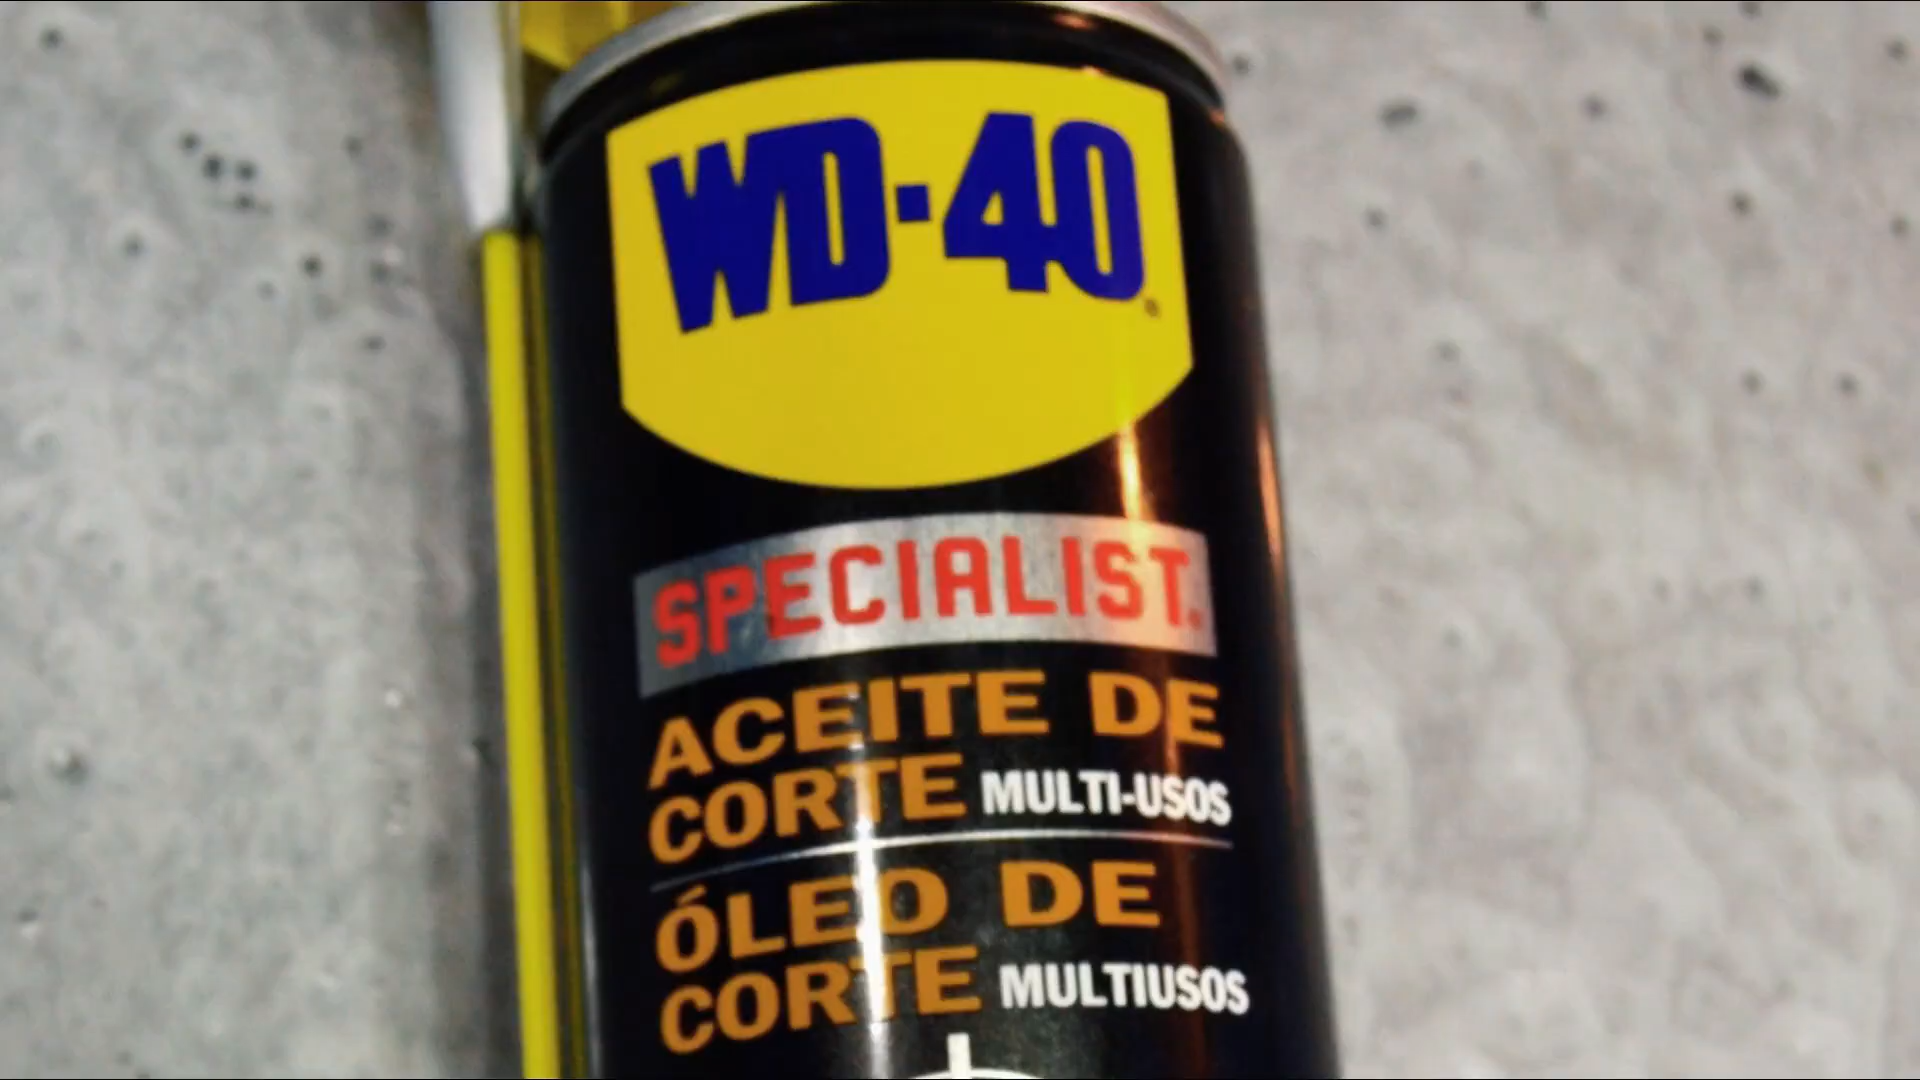 WD-40®
SPECIALIST®
ACEITE DE
CORTE MULTI-USOS
ÓLEO DE
CORTE MULTIUSOS